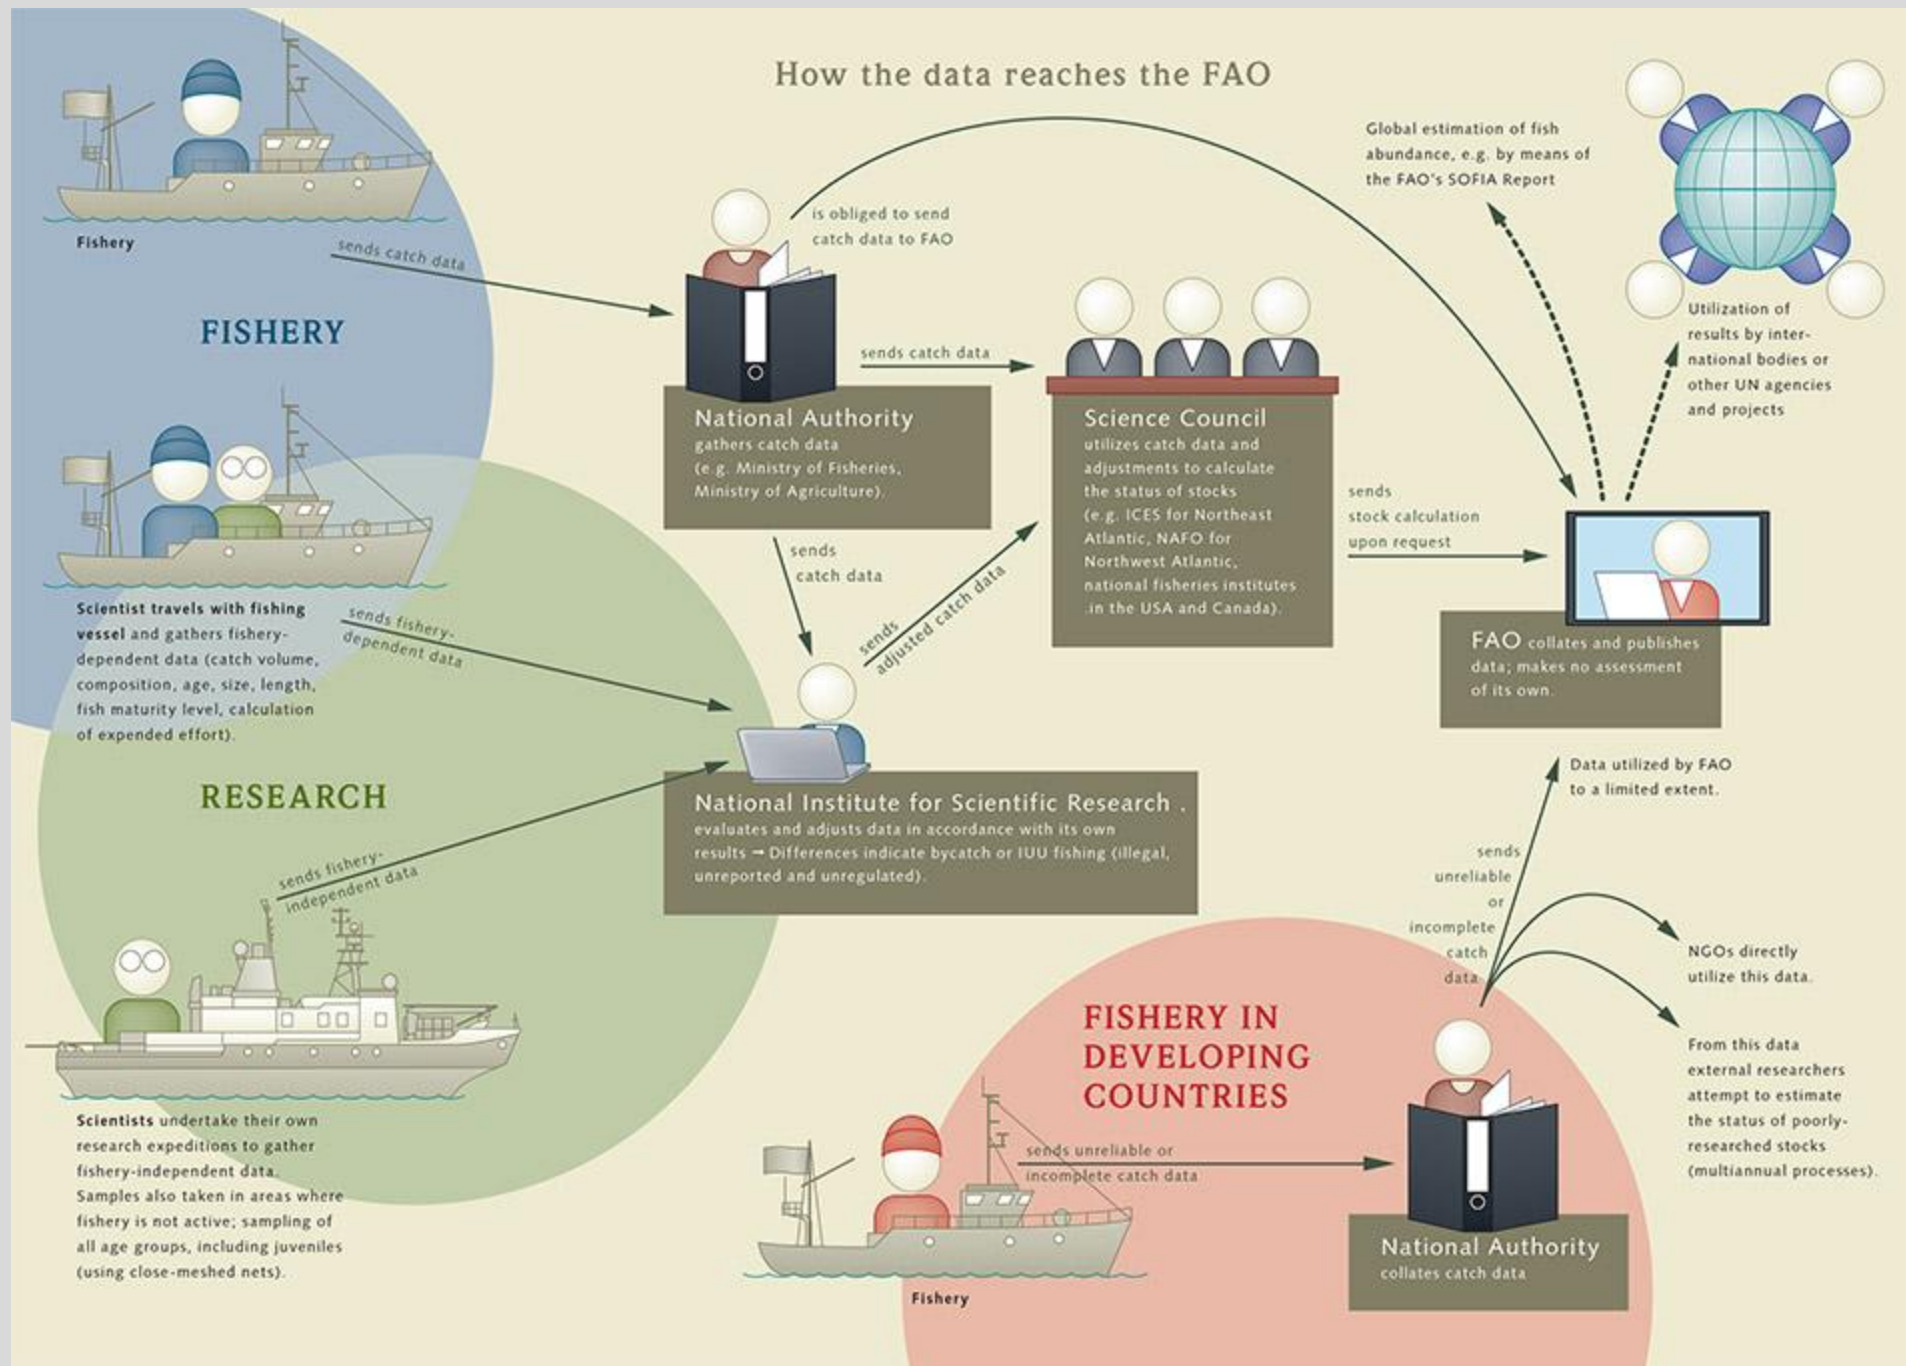 How the data reaches the FAO
Fishery
sends catch data
FISHERY
Scientist travels with fishing
vessel and gathers fishery-
dependent data (catch volume,
composition, age, size, length,
fish maturity level, calculation
of expended effort).
sends fishery-
dependent data
RESEARCH
sends fishery-
independent data
Scientists undertake their own
research expeditions to gather
fishery-independent data.
Samples also taken in areas where
fishery is not active; sampling of
all age groups, including juveniles
(using close-meshed nets).
is obliged to send
catch data to FAO
National Authority
gathers catch data
(e.g. Ministry of Fisheries,
Ministry of Agriculture).
sends catch data
sends
catch data
sends
adjusted catch data
Science Council
utilizes catch data and
adjustments to calculate
the status of stocks
(e.g. ICES for Northeast
Atlantic, NAFO for
Northwest Atlantic,
national fisheries institutes
.in the USA and Canada).
National Institute for Scientific Research .
evaluates and adjusts data in accordance with its own
results → Differences indicate bycatch or IUU fishing (illegal,
unreported and unregulated).
sends
stock calculation
upon request
Global estimation of fish
abundance, e.g. by means of
the FAO's SOFIA Report
Utilization of
results by inter-
national bodies or
other UN agencies
and projects
FAO collates and publishes
data; makes no assessment
of its own.
Data utilized by FAO
to a limited extent.
sends
unreliable
or
incomplete
catch
data
NGOs directly
utilize this data.
From this data
external researchers
attempt to estimate
the status of poorly-
researched stocks
(multiannual processes).
FISHERY IN
DEVELOPING
COUNTRIES
sends unreliable or
incomplete catch data
Fishery
National Authority
collates catch data